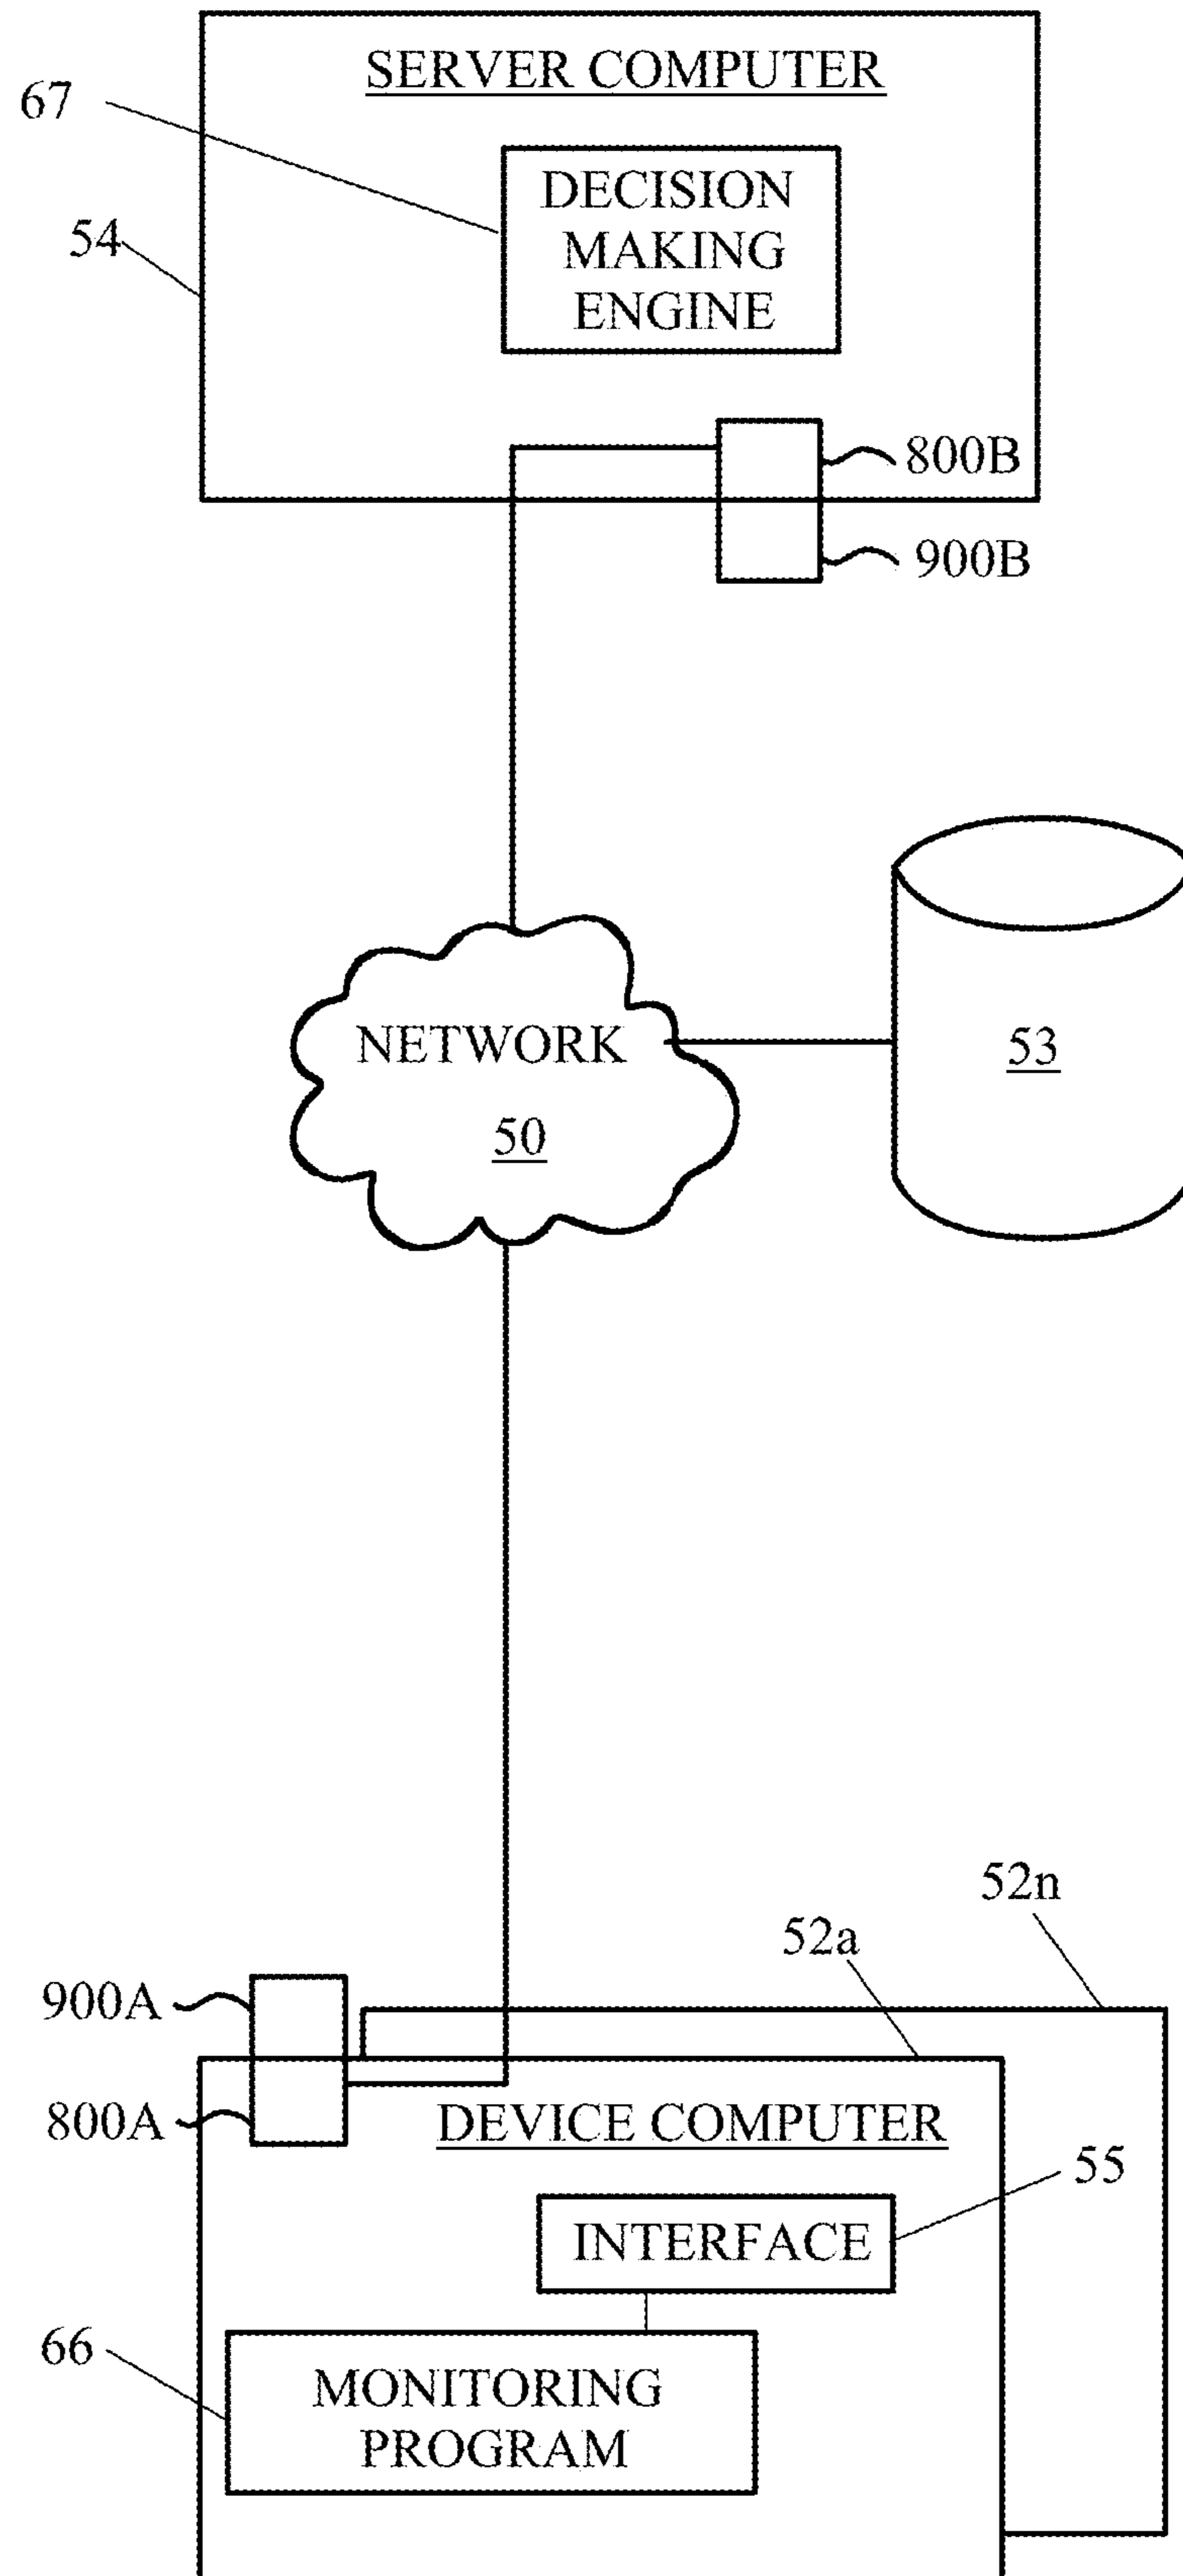 SERVER COMPUTER
67
DECISION
MAKING
ENGINE
54
800B
900B
NETWORK
50
53
52n
52a
900A
800A
DEVICE COMPUTER
55
INTERFACE
66
MONITORING
PROGRAM